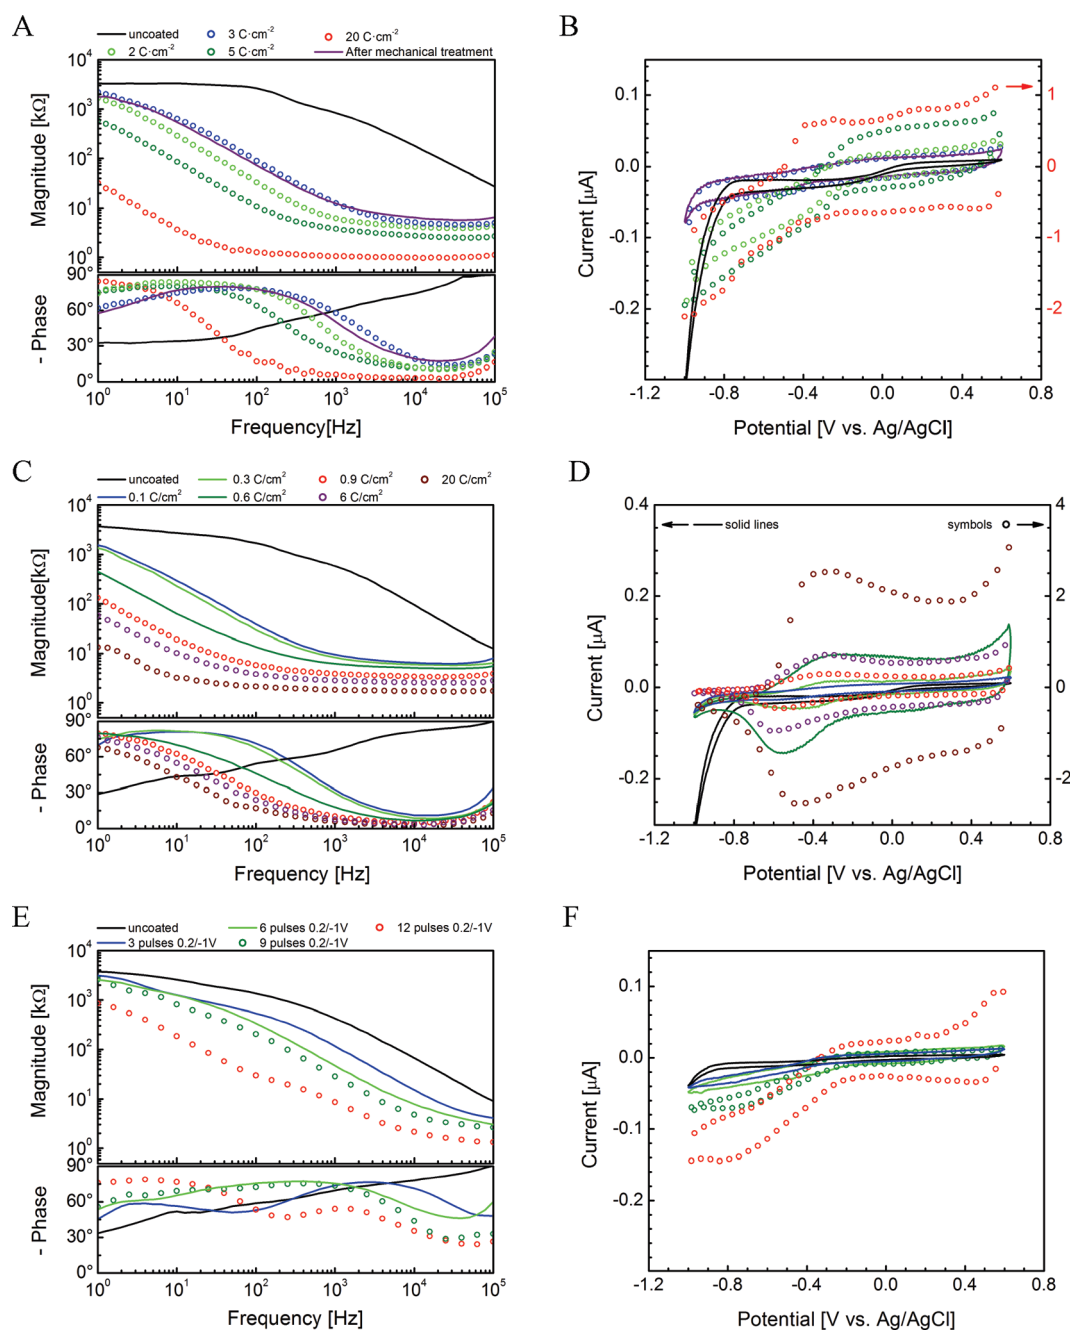 A
uncoated
3 C·cm⁻²
20 C·cm⁻²
2 C·cm⁻²
5 C·cm⁻²
After mechanical treatment
10⁴
10³
10²
10¹
10⁰
Magnitude [kΩ]
90°
60°
30°
0°
- Phase
10⁰ 10¹ 10² 10³ 10⁴ 10⁵
Frequency[Hz]
B
0.1
0.0
-0.1
-0.2
Current [µA]
1
0
-1
-2
-1.2 -0.8 -0.4 0.0 0.4 0.8
Potential [V vs. Ag/AgCl]
C
uncoated
0.3 C/cm²
0.9 C/cm²
20 C/cm²
0.1 C/cm²
0.6 C/cm²
6 C/cm²
10⁴
10³
10²
10¹
10⁰
Magnitude[kΩ]
90°
60°
30°
0°
- Phase
10⁰ 10¹ 10² 10³ 10⁴ 10⁵
Frequency [Hz]
D
solid lines
symbols
0.4
0.2
0.0
-0.2
Current [µA]
4
2
0
-2
-1.2 -0.8 -0.4 0.0 0.4 0.8
Potential [V vs. Ag/AgCl]
E
uncoated
6 pulses 0.2/-1V
12 pulses 0.2/-1V
3 pulses 0.2/-1V
9 pulses 0.2/-1V
10⁴
10³
10²
10¹
10⁰
Magnitude [kΩ]
90°
60°
30°
0°
- Phase
10⁰ 10¹ 10² 10³ 10⁴ 10⁵
Frequency [Hz]
F
0.1
0.0
-0.1
-0.2
Current [µA]
-1.2 -0.8 -0.4 0.0 0.4 0.8
Potential [V vs. Ag/AgCl]